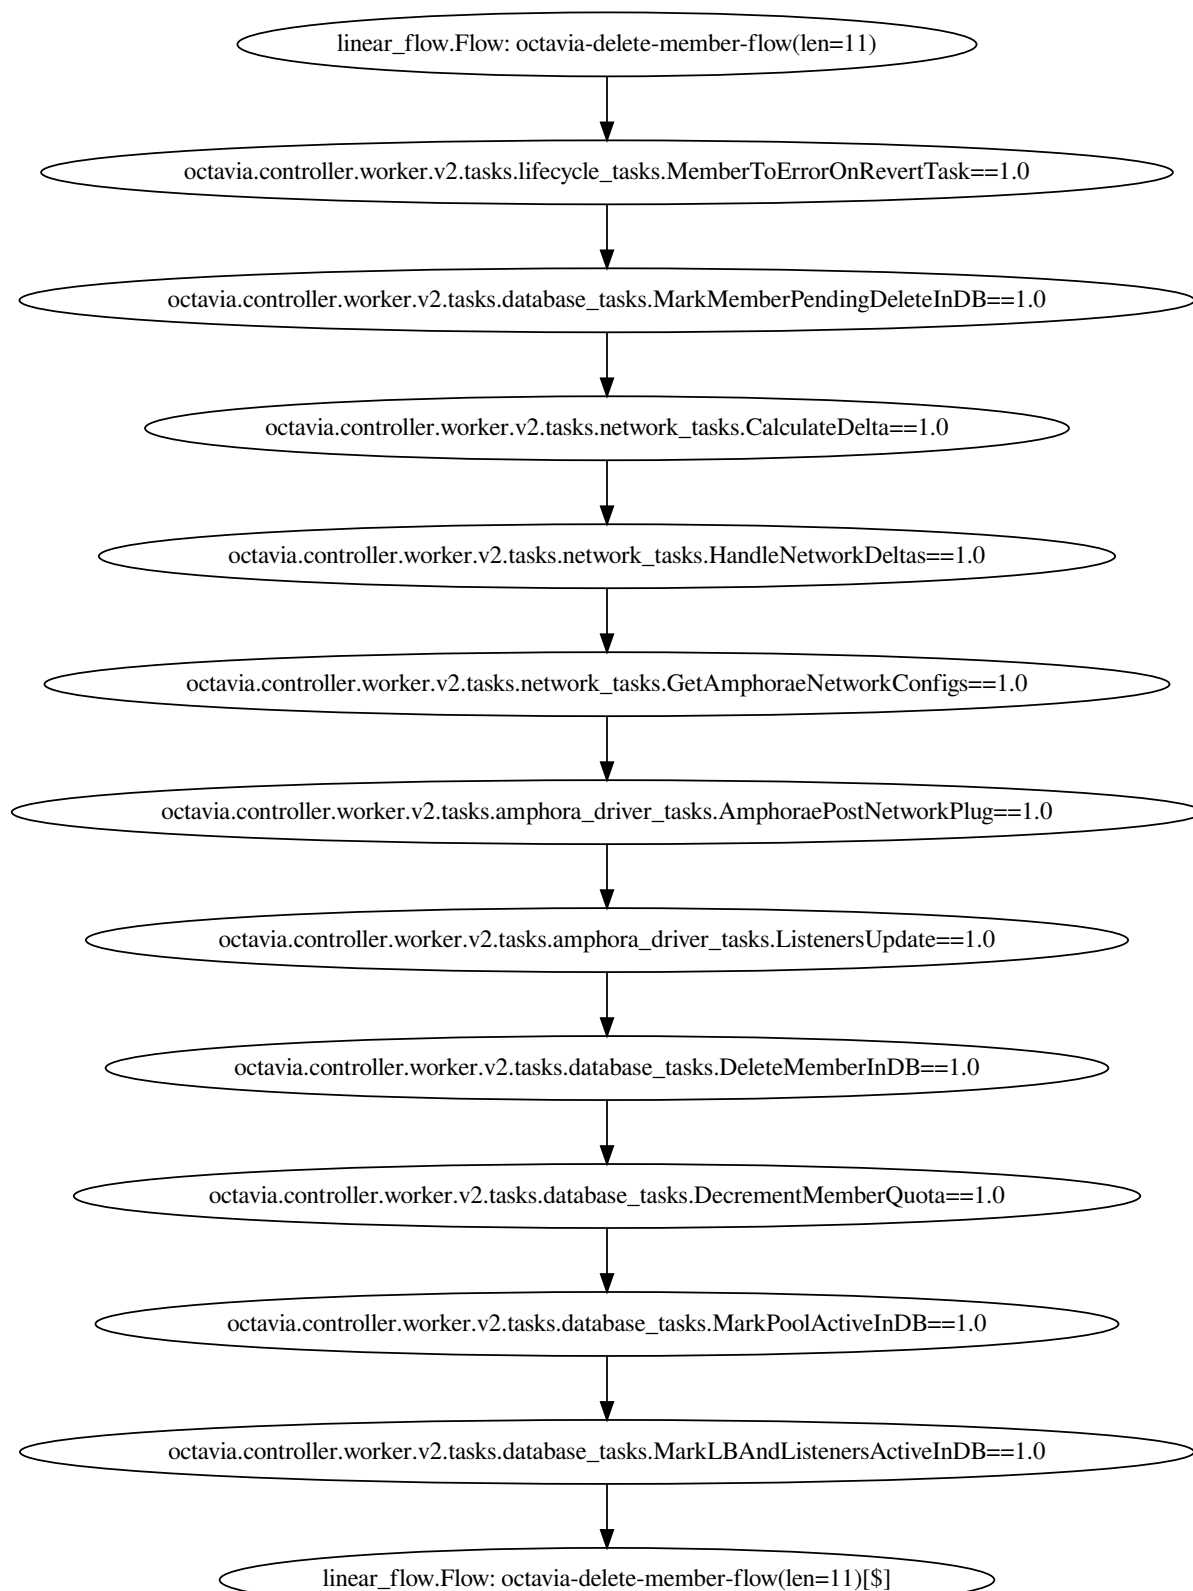 linear_flow.Flow: octavia-delete-member-flow(len=11)
octavia.controller.worker.v2.tasks.lifecycle_tasks.MemberToErrorOnRevertTask==1.0
octavia.controller.worker.v2.tasks.database_tasks.MarkMemberPendingDeleteInDB==1.0
octavia.controller.worker.v2.tasks.network_tasks.CalculateDelta==1.0
octavia.controller.worker.v2.tasks.network_tasks.HandleNetworkDeltas==1.0
octavia.controller.worker.v2.tasks.network_tasks.GetAmphoraeNetworkConfigs==1.0
octavia.controller.worker.v2.tasks.amphora_driver_tasks.AmphoraePostNetworkPlug==1.0
octavia.controller.worker.v2.tasks.amphora_driver_tasks.ListenersUpdate==1.0
octavia.controller.worker.v2.tasks.database_tasks.DeleteMemberInDB==1.0
octavia.controller.worker.v2.tasks.database_tasks.DecrementMemberQuota==1.0
octavia.controller.worker.v2.tasks.database_tasks.MarkPoolActiveInDB==1.0
octavia.controller.worker.v2.tasks.database_tasks.MarkLBAndListenersActiveInDB==1.0
linear_flow.Flow: octavia-delete-member-flow(len=11)[$]